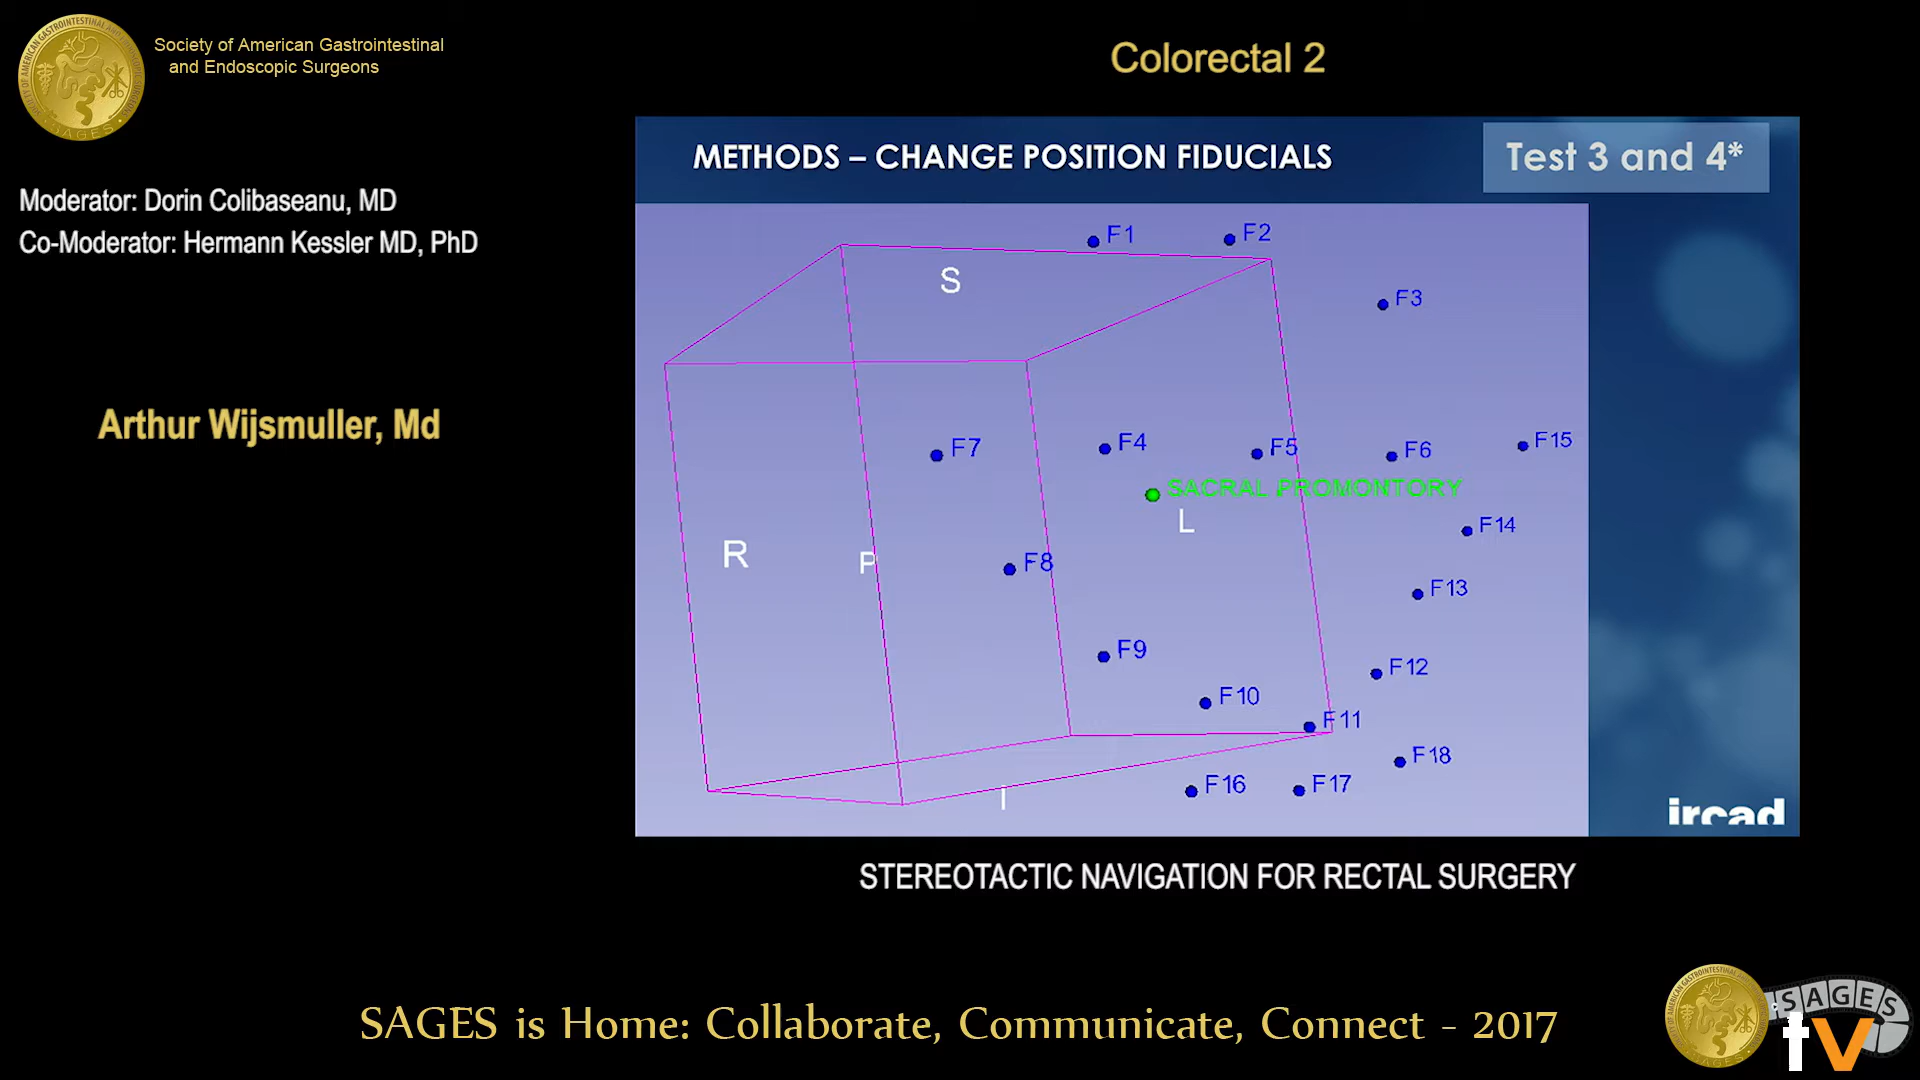 Society of American Gastrointestinal
and Endoscopic Surgeons
Colorectal 2
Moderator: Dorin Colibaseanu, MD
Co-Moderator: Hermann Kessler MD, PhD
Arthur Wijsmuller, Md
METHODS – CHANGE POSITION FIDUCIALS
Test 3 and 4*
F1
F2
S
F3
F7
F4
F5
F6
F15
SACRAL PROMONTORY
L
F14
R
P
F8
F13
F9
F12
F10
F11
F18
F16
F17
I
ircad
STEREOTACTIC NAVIGATION FOR RECTAL SURGERY
SAGES is Home: Collaborate, Communicate, Connect - 2017
SAGES
tv